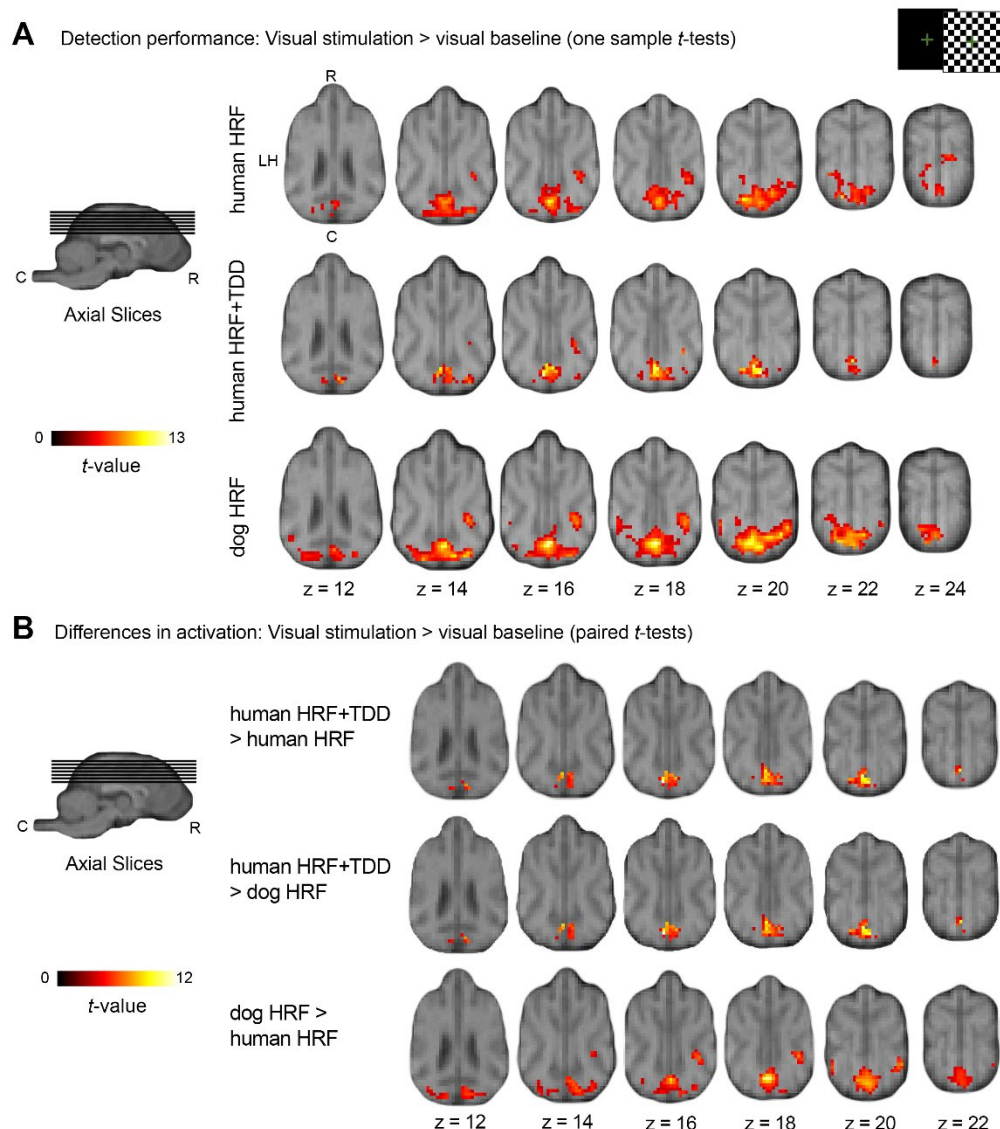 A Detection performance: Visual stimulation > visual baseline (one sample t-tests)
human HRF
R
LH
C
C
R
Axial Slices
human HRF+TDD
0
13
t-value
dog HRF
z = 12 z = 14 z = 16 z = 18 z = 20 z = 22 z = 24
B Differences in activation: Visual stimulation > visual baseline (paired t-tests)
human HRF+TDD
> human HRF
C
R
Axial Slices
human HRF+TDD
> dog HRF
0
12
t-value
dog HRF >
human HRF
z = 12 z = 14 z = 16 z = 18 z = 20 z = 22